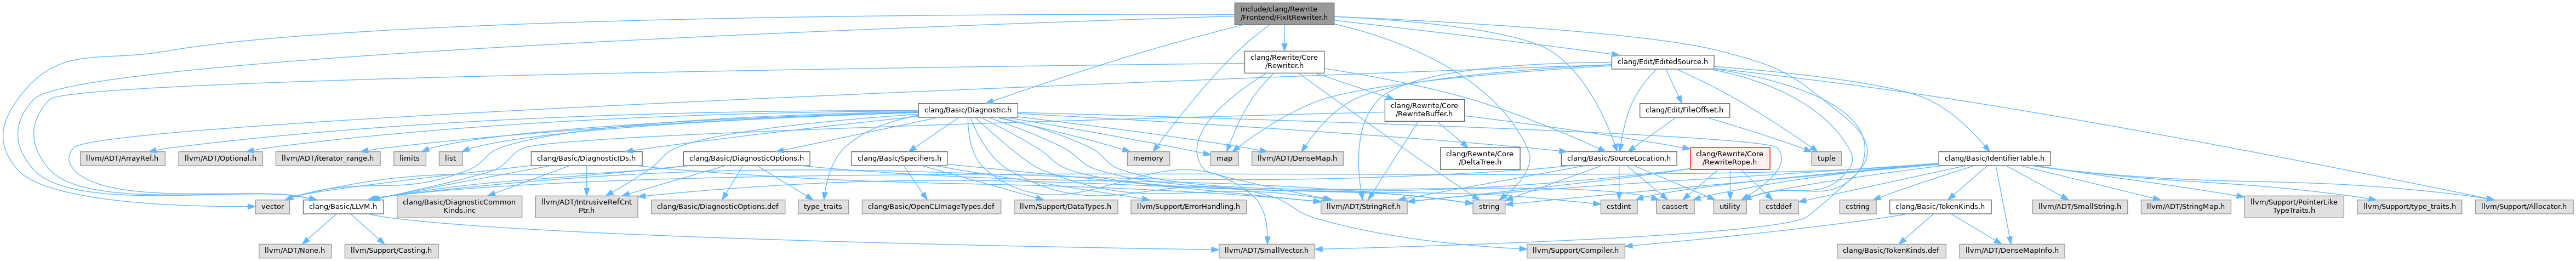 include/clang/Rewrite
/Frontend/FixItRewriter.h
clang/Rewrite/Core
/Rewriter.h
clang/Edit/EditedSource.h
clang/Basic/Diagnostic.h
clang/Rewrite/Core
/RewriteBuffer.h
clang/Edit/FileOffset.h
llvm/ADT/ArrayRef.h
llvm/ADT/Optional.h
llvm/ADT/iterator_range.h
limits
list
clang/Basic/DiagnosticIDs.h
clang/Basic/DiagnosticOptions.h
clang/Basic/Specifiers.h
memory
map
llvm/ADT/DenseMap.h
clang/Rewrite/Core
/DeltaTree.h
clang/Basic/SourceLocation.h
clang/Rewrite/Core
/RewriteRope.h
tuple
clang/Basic/IdentifierTable.h
vector
clang/Basic/LLVM.h
clang/Basic/DiagnosticCommon
Kinds.inc
llvm/ADT/IntrusiveRefCnt
Ptr.h
clang/Basic/DiagnosticOptions.def
type_traits
clang/Basic/OpenCLImageTypes.def
llvm/Support/DataTypes.h
llvm/Support/ErrorHandling.h
llvm/ADT/StringRef.h
string
cstdint
cassert
utility
cstddef
cstring
clang/Basic/TokenKinds.h
llvm/ADT/SmallString.h
llvm/ADT/StringMap.h
llvm/Support/PointerLike
TypeTraits.h
llvm/Support/type_traits.h
llvm/Support/Allocator.h
llvm/ADT/None.h
llvm/Support/Casting.h
llvm/ADT/SmallVector.h
llvm/Support/Compiler.h
clang/Basic/TokenKinds.def
llvm/ADT/DenseMapInfo.h